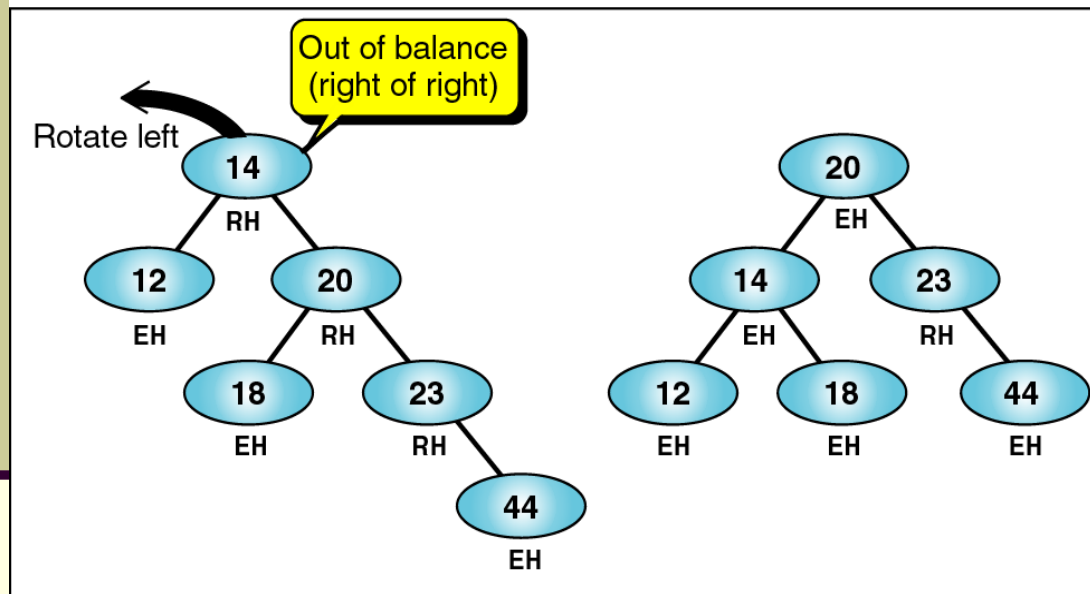 Out of balance
(right of right)
Rotate left
14
RH
12
EH
20
RH
18
EH
23
RH
44
EH
20
EH
14
EH
23
RH
12
EH
18
EH
44
EH